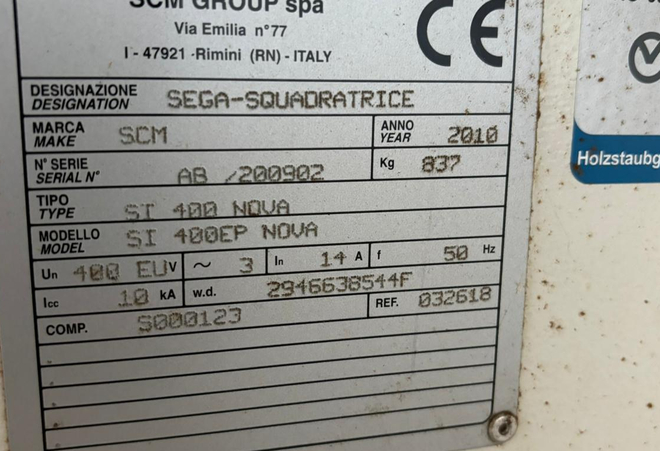 SCM GROUP spa
Via Emilia n°77
I - 47921 -Rimini (RN) - ITALY
CE
DESIGNAZIONE
DESIGNATION SEGA-SQUADRATRICE
MARCA
MAKE SCM
ANNO
YEAR 2010
N° SERIE
SERIAL N° AB /200902
Kg 837
TIPO
TYPE SI 400 NOVA
MODELLO
MODEL SI 400EP NOVA
Un 400 EU V ~ 3 In 14 A f 50 Hz
Icc 10 kA w.d. 2946638544F REF. 032618
COMP. S000123
Holzstaubg